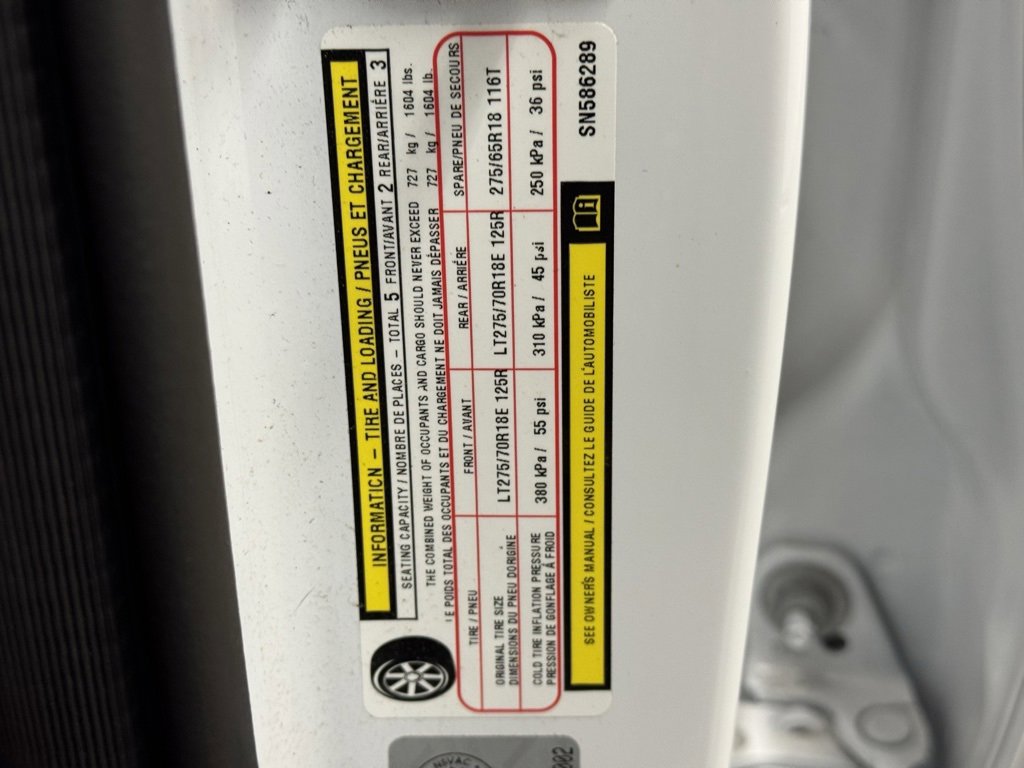 INFORMATION – TIRE AND LOADING / PNEUS ET CHARGEMENT
SEATING CAPACITY / NOMBRE DE PLACES – TOTAL 5 FRONT/AVANT 2 REAR/ARRIÈRE 3
THE COMBINED WEIGHT OF OCCUPANTS AND CARGO SHOULD NEVER EXCEED 727 kg / 1604 lbs.
E POIDS TOTAL DES OCCUPANTS ET DU CHARGEMENT NE DOIT JAMAIS DÉPASSER 727 kg / 1604 lb.
TIRE / PNEU FRONT / AVANT REAR / ARRIÈRE SPARE/PNEU DE SECOURS
ORIGINAL TIRE SIZE
DIMENSIONS DU PNEU DORIGINE
LT275/70R18E 125R LT275/70R18E 125R 275/65R18 116T
COLD TIRE INFLATION PRESSURE
PRESSION DE GONFLAGE À FROID
380 kPa / 55 psi 310 kPa / 45 psi 250 kPa / 36 psi
SEE OWNER'S MANUAL / CONSULTEZ LE GUIDE DE L'AUTOMOBILISTE
SN586289
002